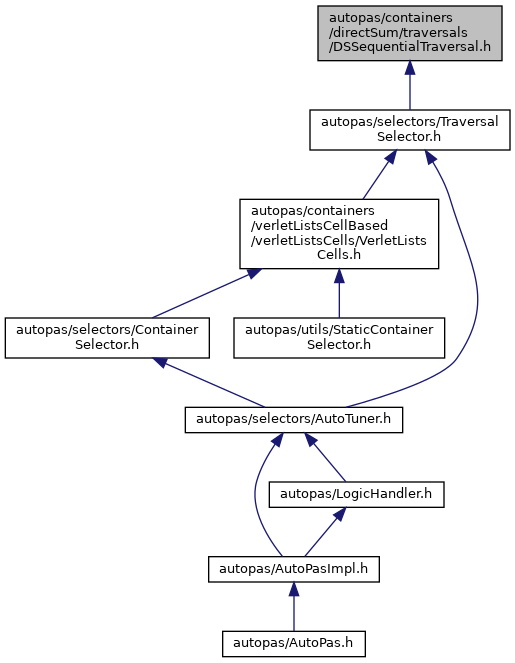 autopas/containers
/directSum/traversals
/DSSequentialTraversal.h
autopas/selectors/Traversal
Selector.h
autopas/containers
/verletListsCellBased
/verletListsCells/VerletLists
Cells.h
autopas/selectors/Container
Selector.h
autopas/utils/StaticContainer
Selector.h
autopas/selectors/AutoTuner.h
autopas/LogicHandler.h
autopas/AutoPasImpl.h
autopas/AutoPas.h